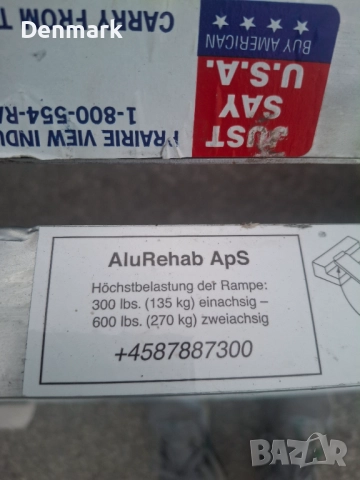 Denmark
BUY AMERICAN
JUST
SAY
U.S.A.
CARRY FROM T
1-800-554-RA
PRAIRIE VIEW INDU
AluRehab ApS
Höchstbelastung der Rampe:
300 lbs. (135 kg) einachsig –
600 lbs. (270 kg) zweiachsig
+4587887300
BAZAR